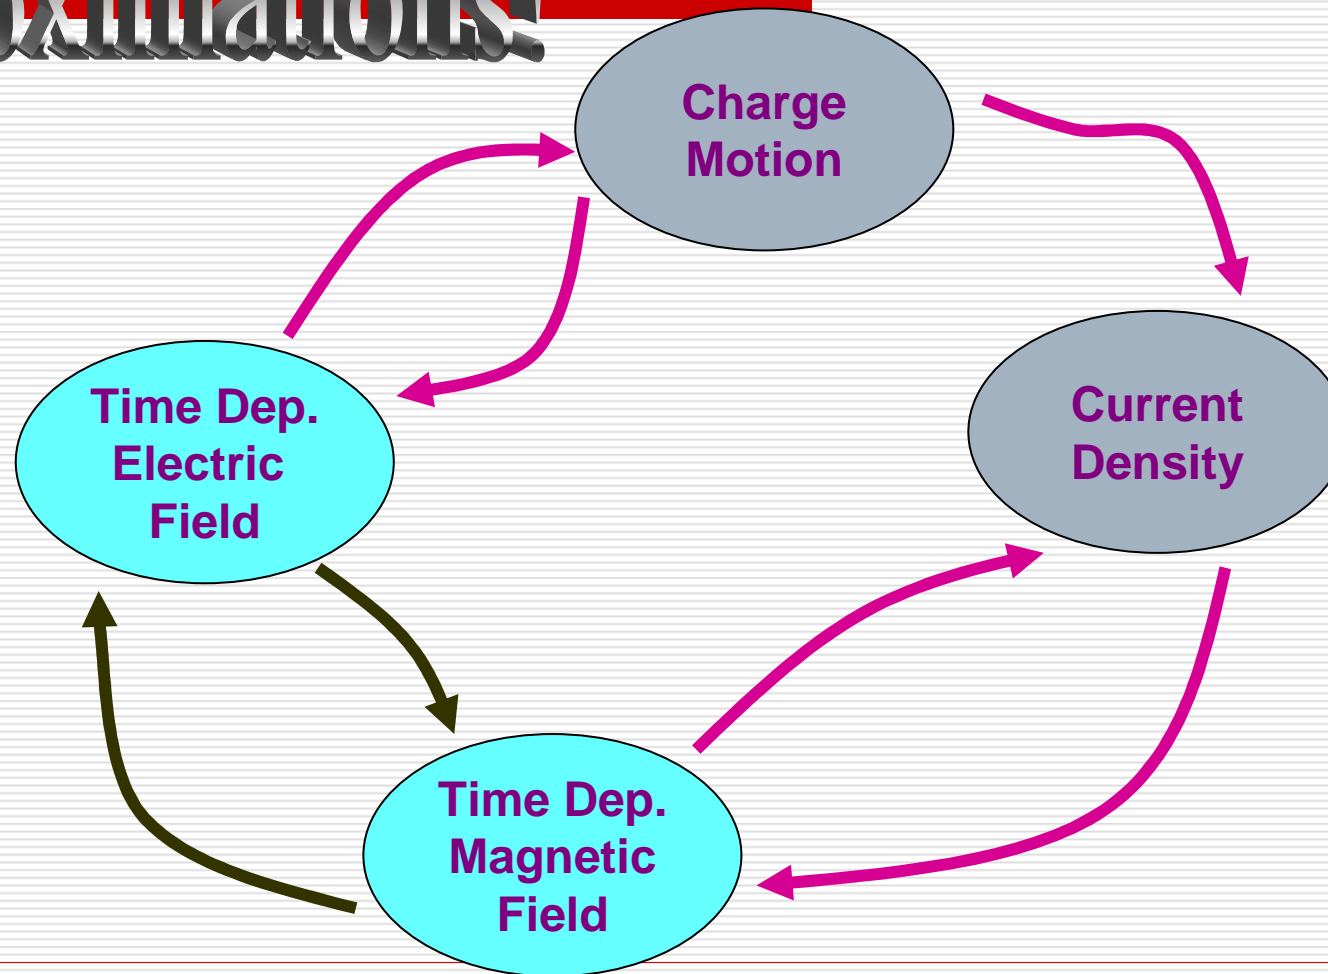 Charge
Motion
Time Dep.
Electric
Field
Current
Density
Time Dep.
Magnetic
Field